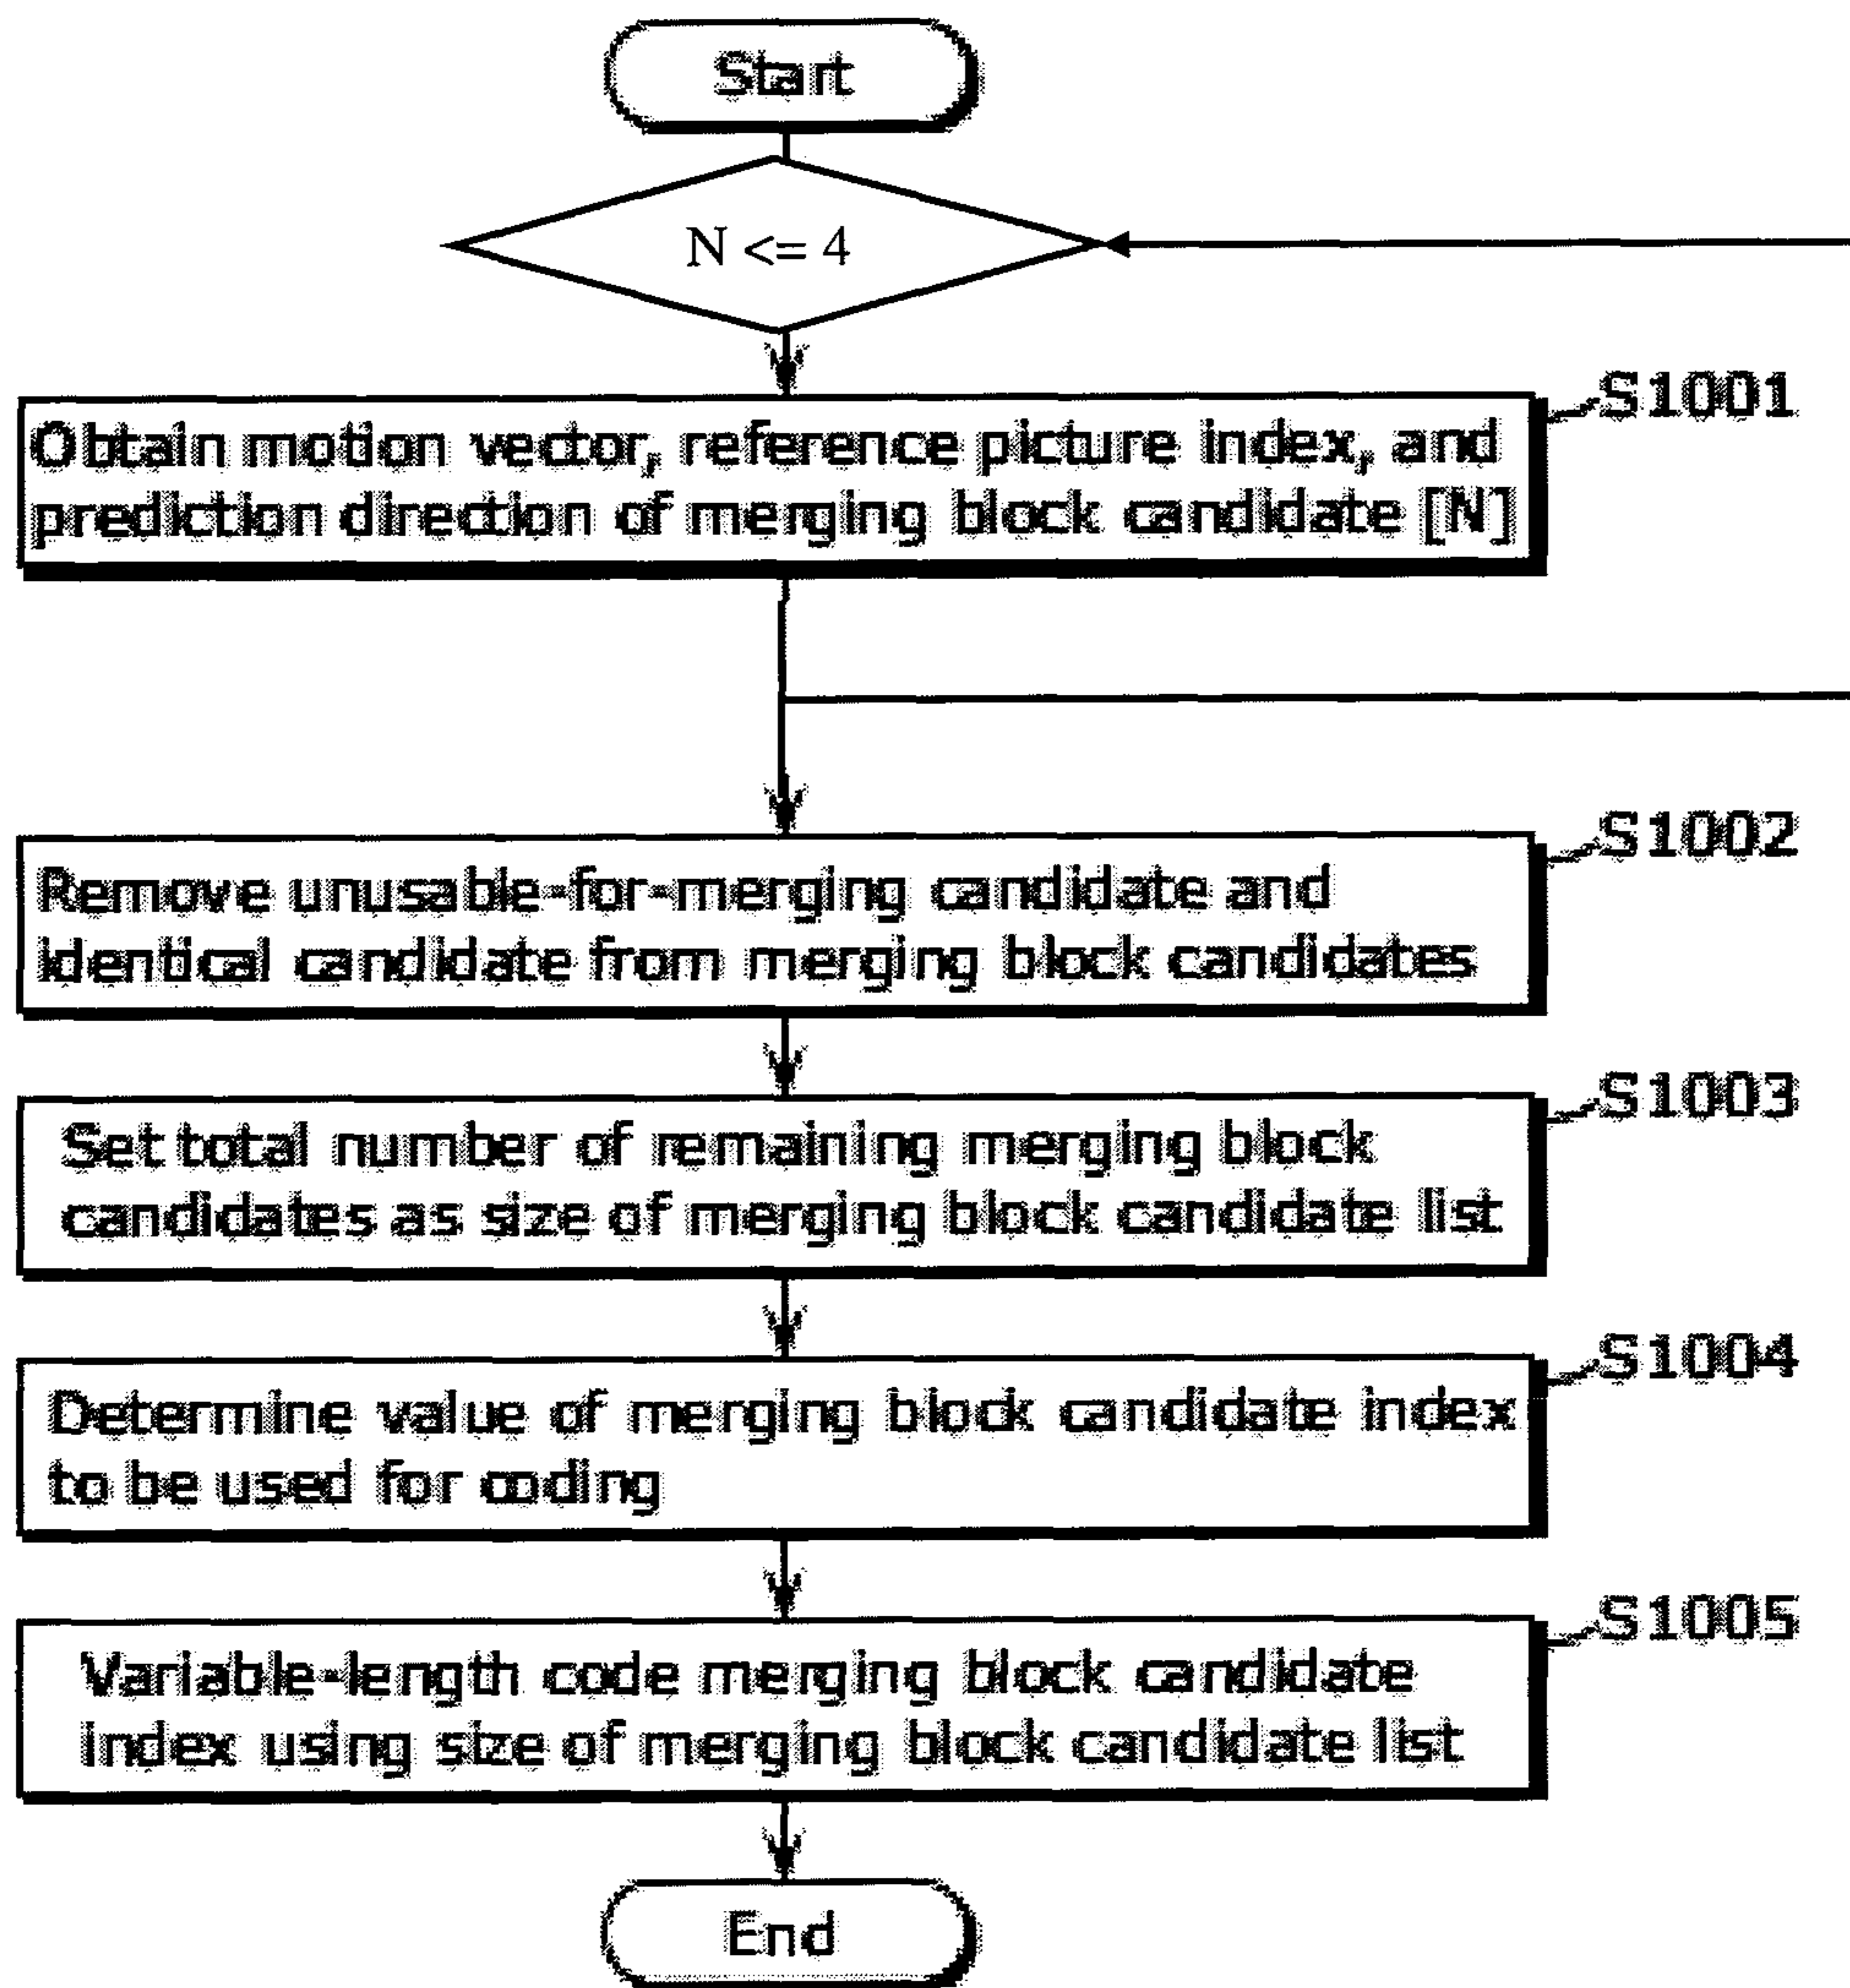 Start
N <= 4
S1001
Obtain motion vector, reference picture index, and
prediction direction of merging block candidate [N]
S1002
Remove unusable-for-merging candidate and
identical candidate from merging block candidates
S1003
Set total number of remaining merging block
candidates as size of merging block candidate list
S1004
Determine value of merging block candidate index
to be used for coding
S1005
Variable-length code merging block candidate
index using size of merging block candidate list
End